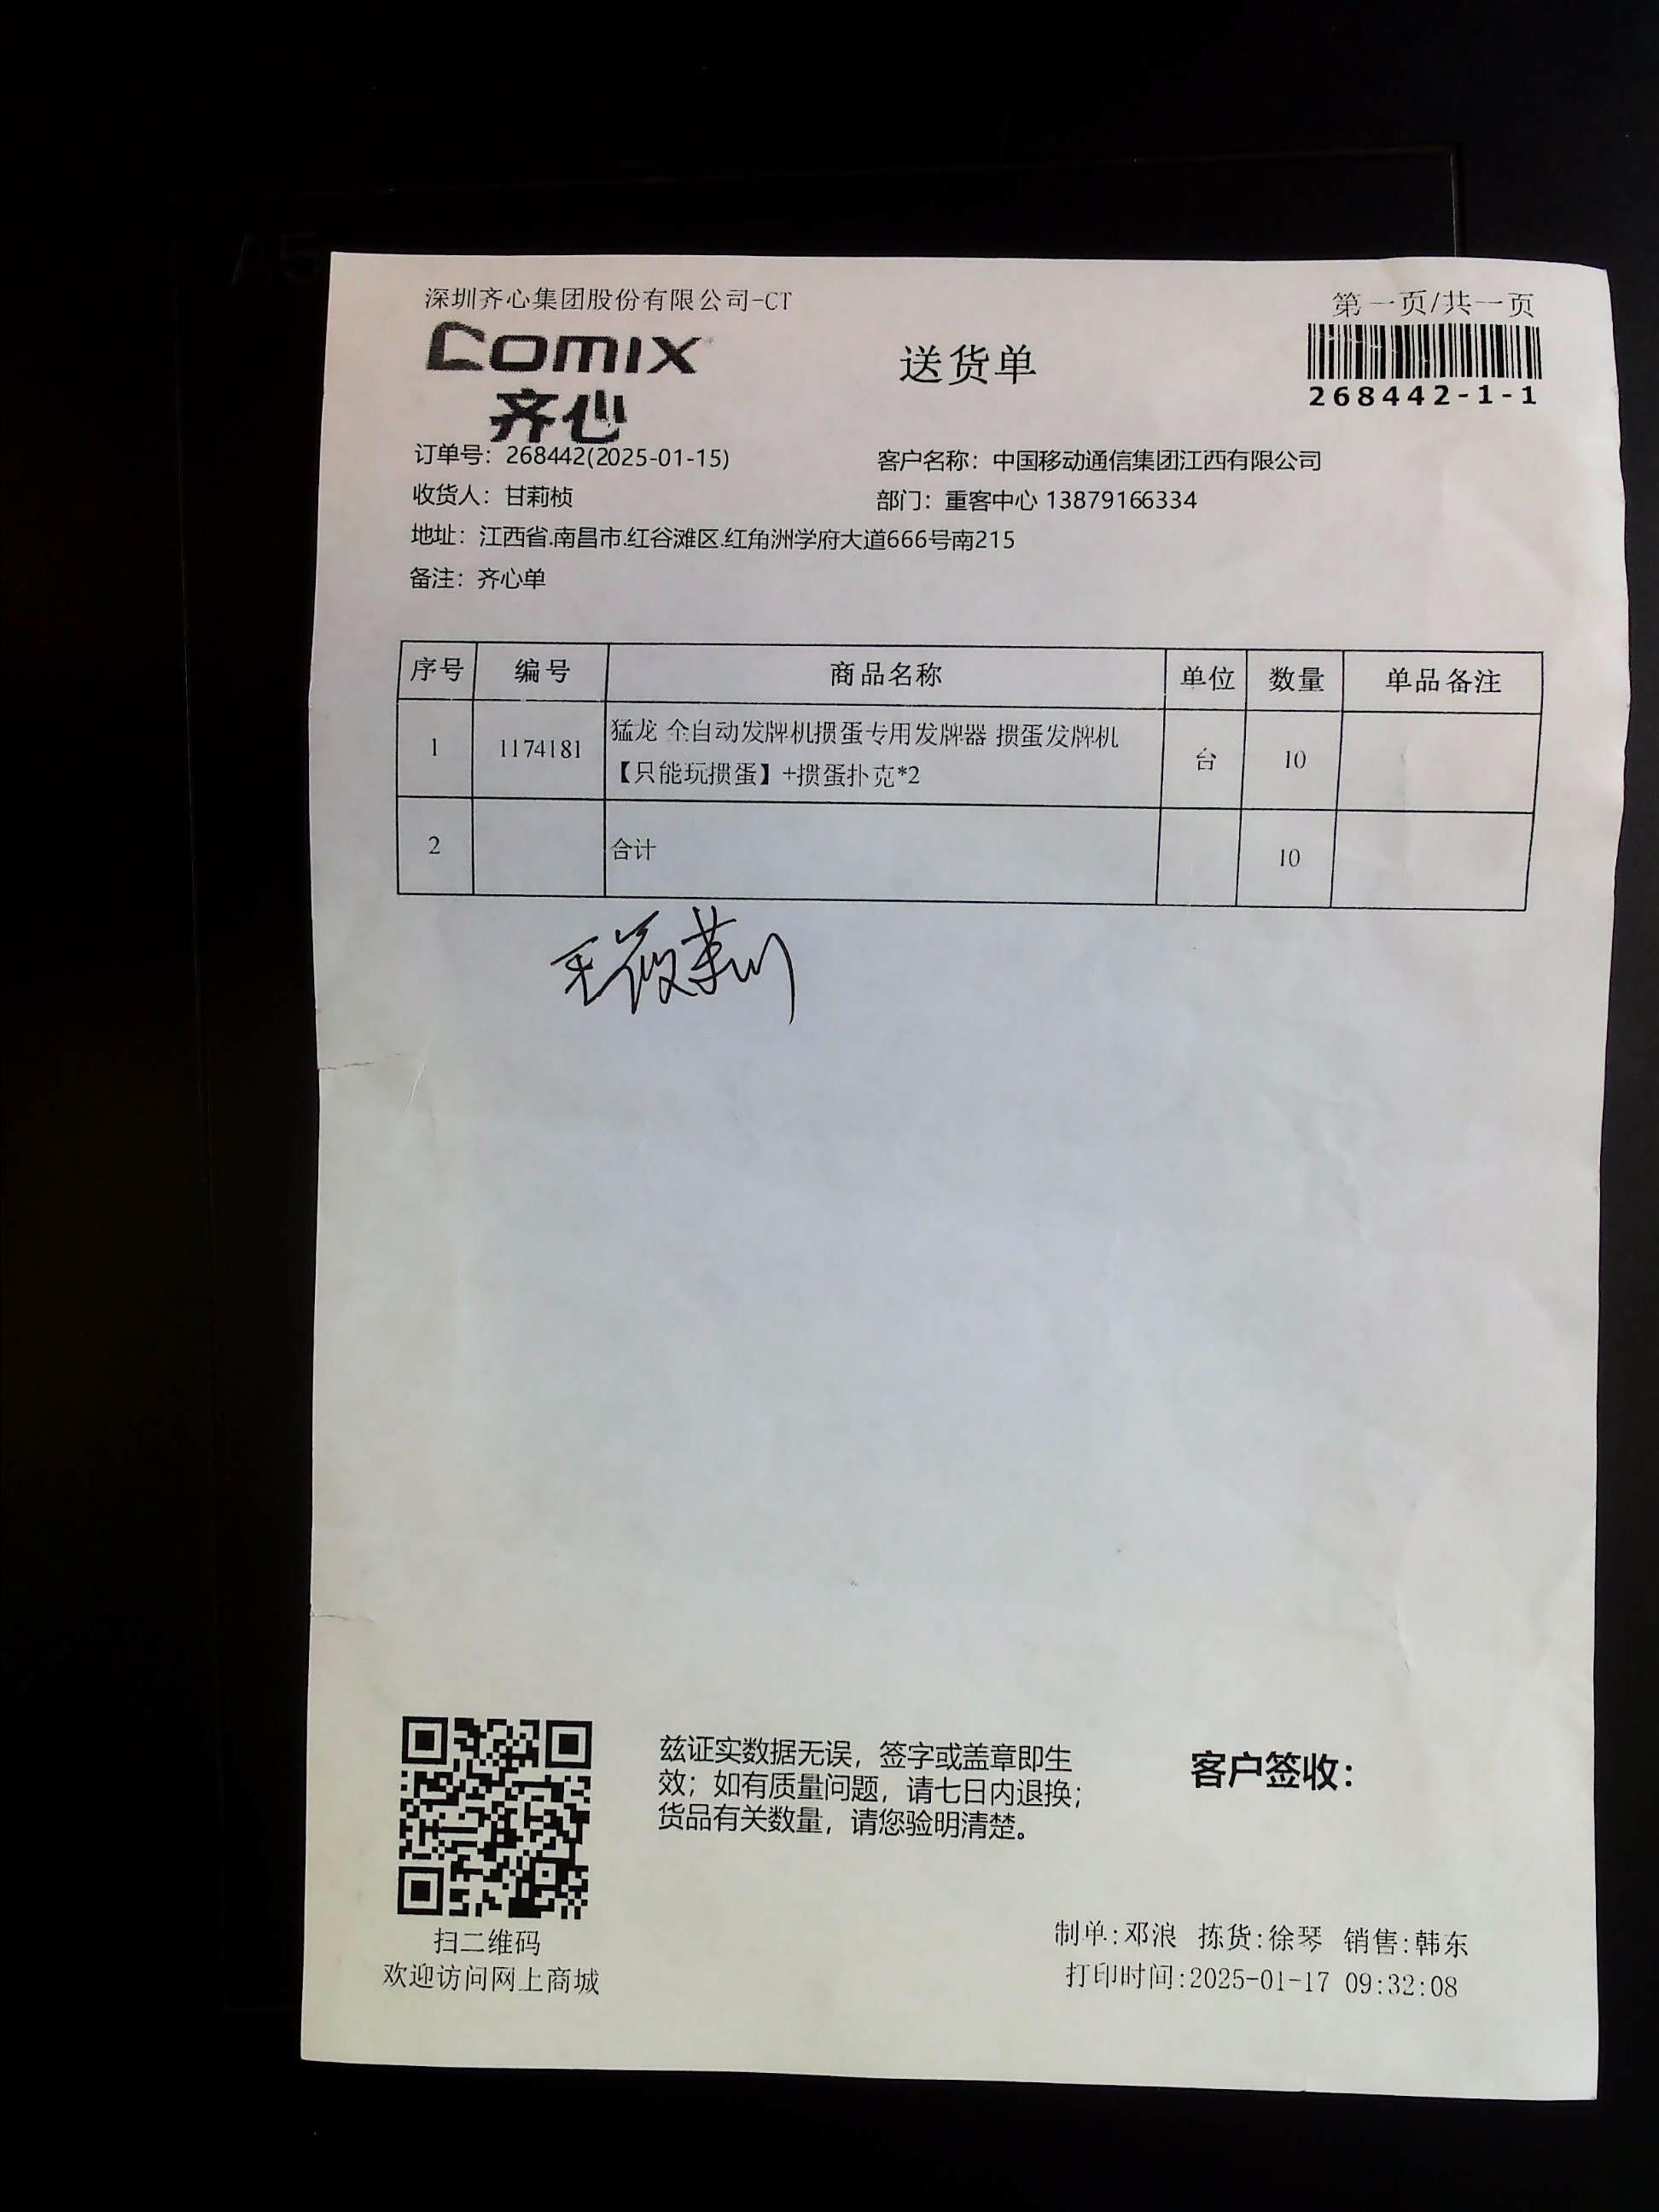 深圳齐心集团股份有限公司-CT
第一页/共一页
comix
齐心
送货单
268442-1-1
订单号：268442(2025-01-15)
客户名称：中国移动通信集团江西有限公司
收货人：甘莉桢
部门：重客中心 13879166334
地址：江西省.南昌市.红谷滩区.红角洲学府大道666号南215
备注：齐心单
序号 编号 商品名称 单位 数量 单品备注
1 1174181 猛龙 全自动发牌机掼蛋专用发牌器 掼蛋发牌机 台 10
【只能玩掼蛋】+掼蛋扑克*2
2 合计 10
兹证实数据无误，签字或盖章即生
效；如有质量问题，请七日内退换；
货品有关数量，请您验明清楚。
客户签收：
扫二维码
欢迎访问网上商城
制单:邓浪 拣货:徐琴 销售:韩东
打印时间:2025-01-17 09:32:08